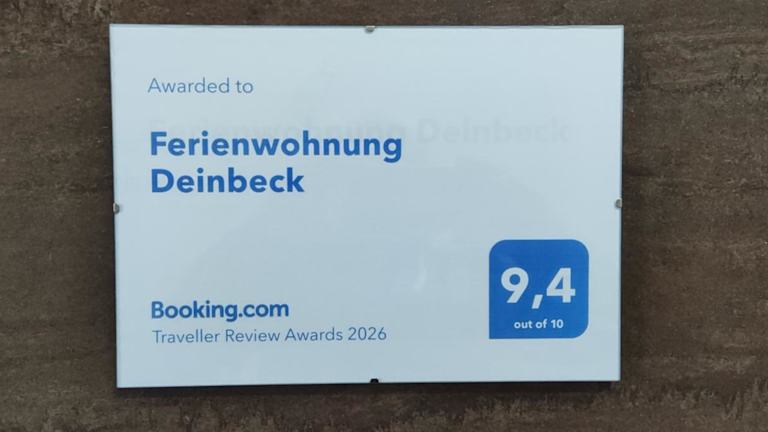 Awarded to
Ferienwohnung
Deinbeck
Booking.com
Traveller Review Awards 2026
9,4
out of 10